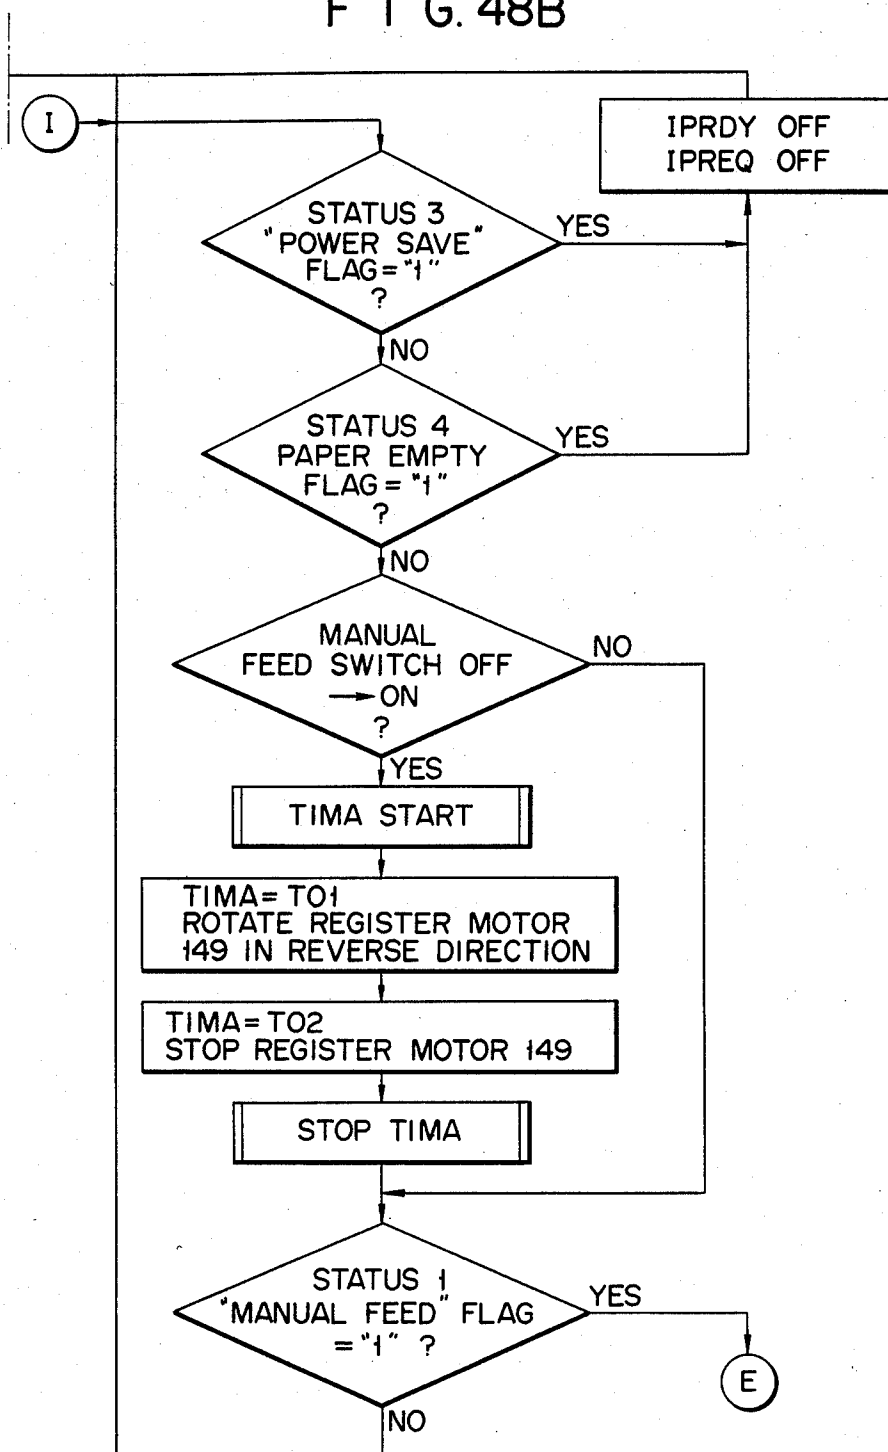 F I G. 48B
I
IPRDY OFF
IPREQ OFF
STATUS 3
"POWER SAVE"
FLAG="1"
?
YES
NO
STATUS 4
PAPER EMPTY
FLAG="1"
?
YES
NO
MANUAL
FEED SWITCH OFF
→ON
?
NO
YES
TIMA START
TIMA=T01
ROTATE REGISTER MOTOR
149 IN REVERSE DIRECTION
TIMA=T02
STOP REGISTER MOTOR 149
STOP TIMA
STATUS 1
"MANUAL FEED" FLAG
="1" ?
YES
E
NO